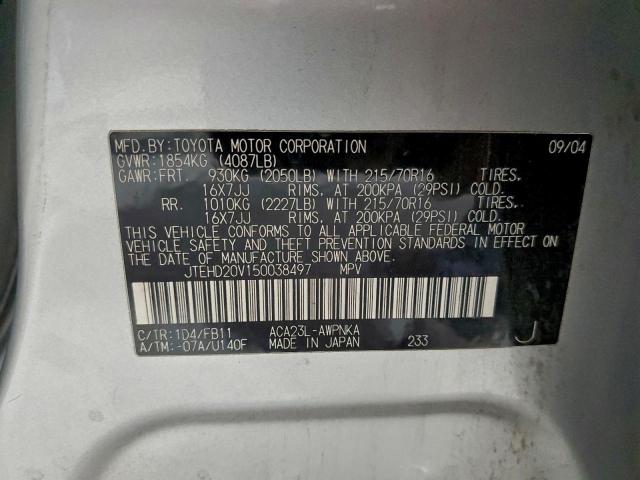 MFD.BY:TOYOTA MOTOR CORPORATION 09/04
GVWR:1854KG (4087LB)
GAWR:FRT. 930KG (2050LB) WITH 215/70R16 TIRES.
16X7JJ RIMS, AT 200KPA (29PSI) COLD.
RR. 1010KG (2227LB) WITH 215/70R16 TIRES.
16X7JJ RIMS, AT 200KPA (29PSI) COLD.
THIS VEHICLE CONFORMS TO ALL APPLICABLE FEDERAL MOTOR
VEHICLE SAFETY AND THEFT PREVENTION STANDARDS IN EFFECT ON
THE DATE OF MANUFACTURE SHOWN ABOVE.
JTEHD20V150038497 MPV
C/TR:1D4/FB11 ACA23L-AWPNKA J
A/TM:-07A/U140F MADE IN JAPAN 233